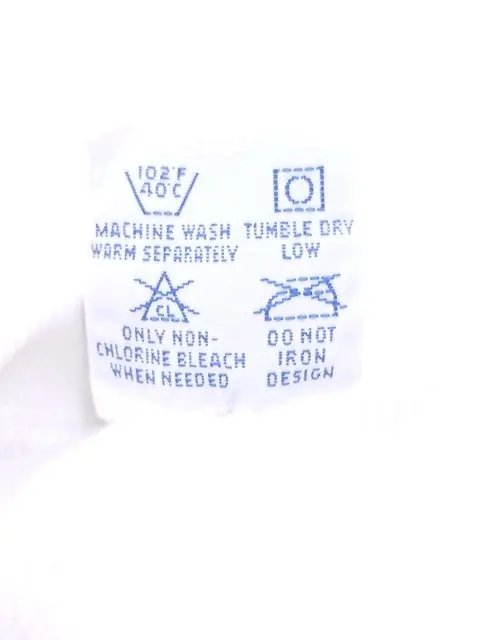 102°F
40°C
MACHINE WASH
WARM SEPARATELY
TUMBLE DRY
LOW
CL
ONLY NON-
CHLORINE BLEACH
WHEN NEEDED
DO NOT
IRON
DESIGN